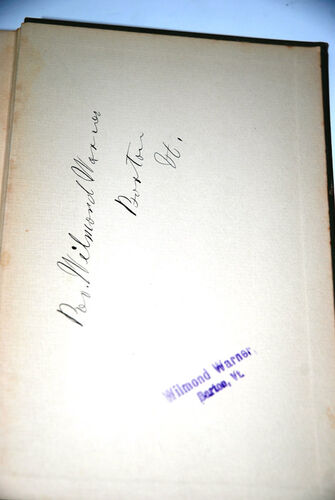 Rev. Wilmond Warner
Barton
Vt.
Wilmond Warner,
Barton, Vt.